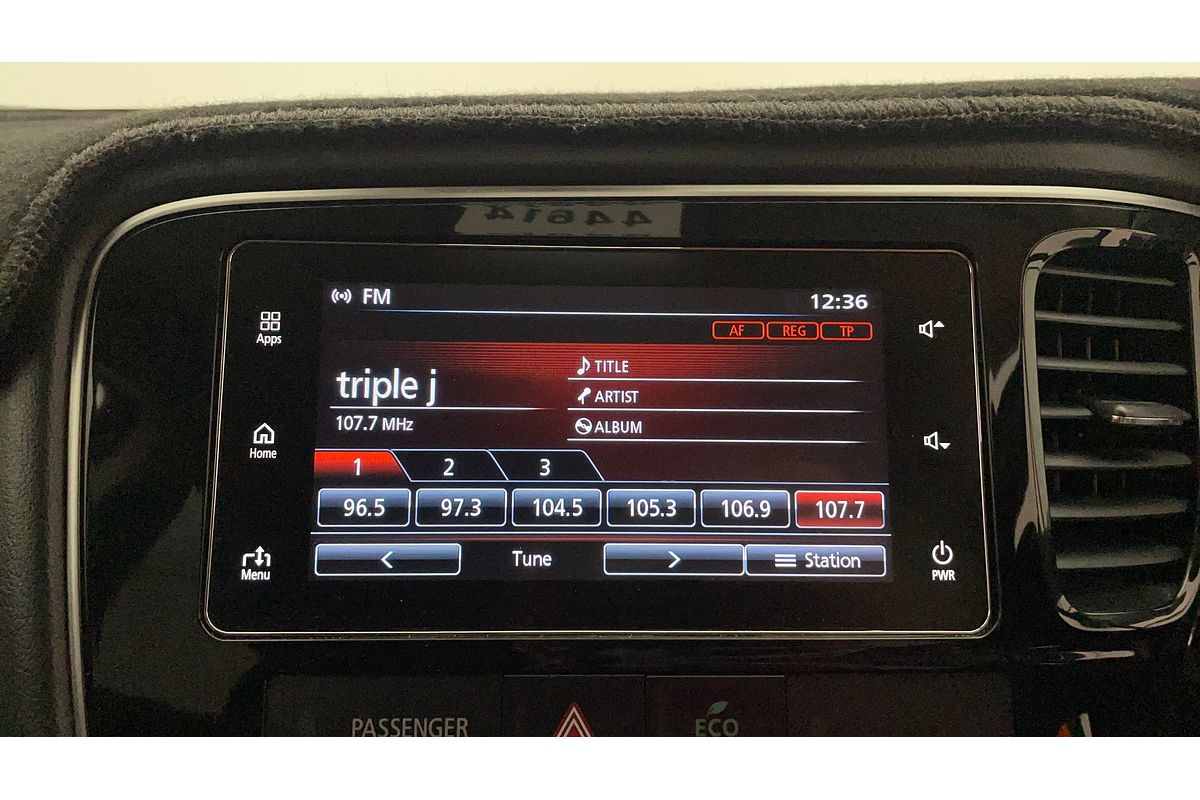 44614
FM
12:36
AF REG TP
Apps
TITLE
triple j
ARTIST
107.7 MHz
ALBUM
Home
1 2 3
96.5 97.3 104.5 105.3 106.9 107.7
< Tune > Station
Menu
PWR
PASSENGER
ECO